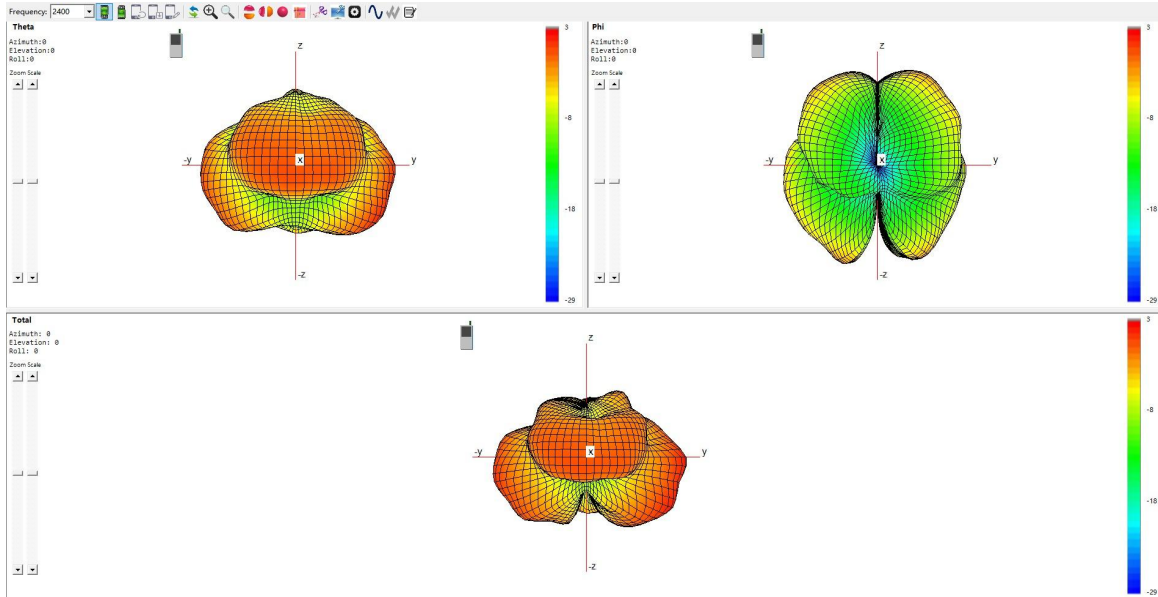 Frequency: 2400
Theta
Azimuth:0
Elevation:0
Roll:0
Zoom Scale
z
-y
x
y
-z
3
-8
-18
-29
Phi
Azimuth:0
Elevation:0
Roll:0
Zoom Scale
z
-y
x
y
-z
3
-8
-18
-29
Total
Azimuth: 0
Elevation: 0
Roll: 0
Zoom Scale
z
-y
x
y
-z
3
-8
-18
-29